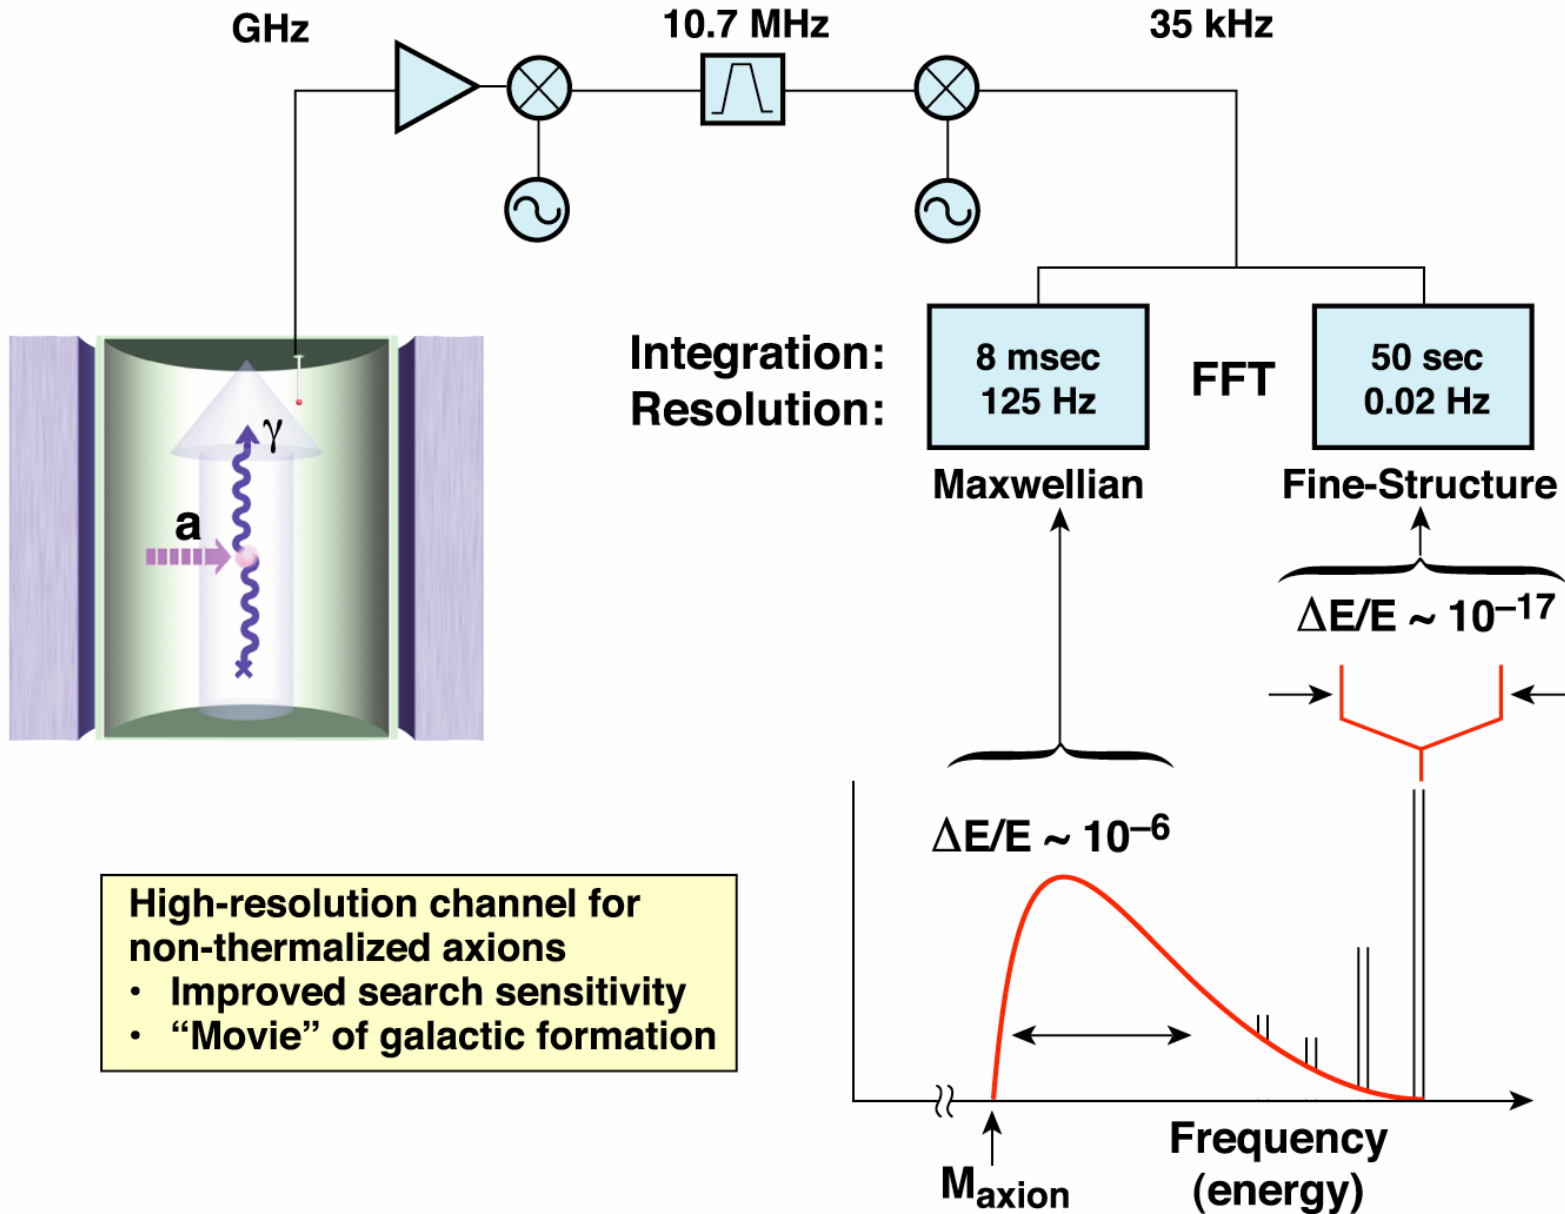 GHz
10.7 MHz
35 kHz
Integration:
Resolution:
8 msec
125 Hz
FFT
50 sec
0.02 Hz
Maxwellian
Fine-Structure
γ
a
ΔE/E ~ 10⁻¹⁷
ΔE/E ~ 10⁻⁶
High-resolution channel for
non-thermalized axions
• Improved search sensitivity
• “Movie” of galactic formation
Maxion
Frequency
(energy)